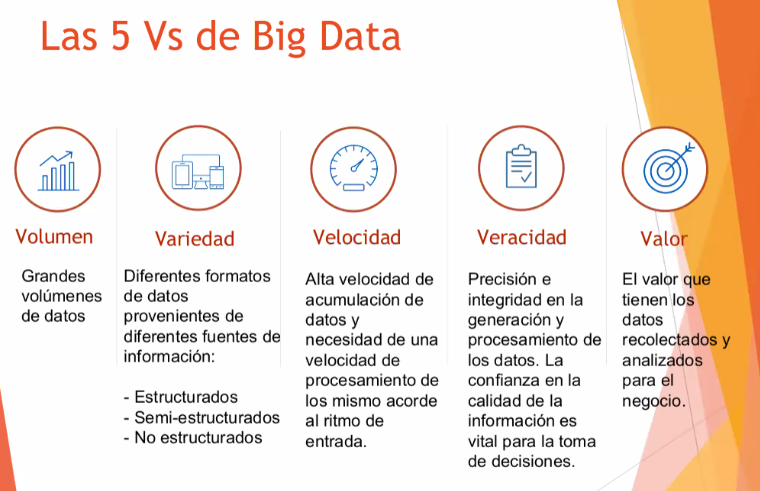 Las 5 Vs de Big Data
Volumen
Grandes
volúmenes
de datos
Variedad
Diferentes formatos
de datos
provenientes de
diferentes fuentes de
información:
- Estructurados
- Semi-estructurados
- No estructurados
Velocidad
Alta velocidad de
acumulación de
datos y
necesidad de una
velocidad de
procesamiento de
los mismo acorde
al ritmo de
entrada.
Veracidad
Precisión e
integridad en la
generación y
procesamiento de
los datos. La
confianza en la
calidad de la
información es
vital para la toma
de decisiones.
Valor
El valor que
tienen los
datos
recolectados y
analizados
para el
negocio.